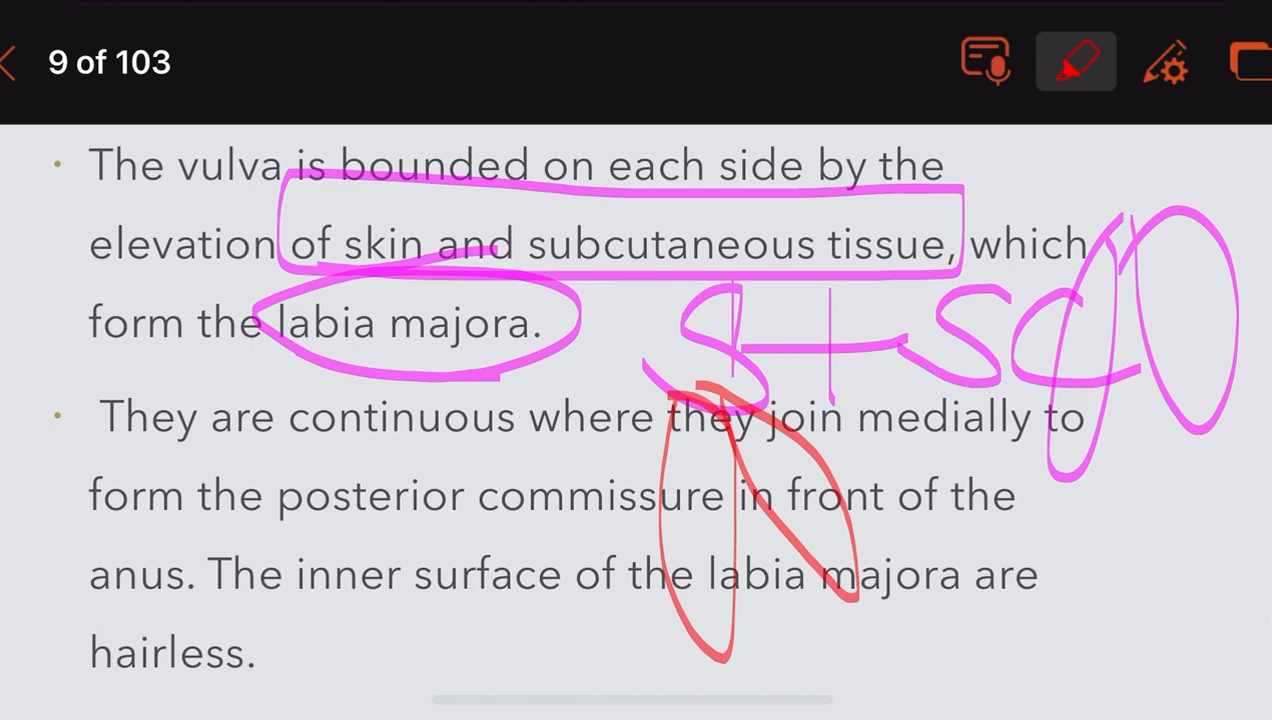 9 of 103
• The vulva is bounded on each side by the
elevation of skin and subcutaneous tissue, which
form the labia majora.
S+SC
• They are continuous where they join medially to
form the posterior commissure in front of the
anus. The inner surface of the labia majora are
hairless.